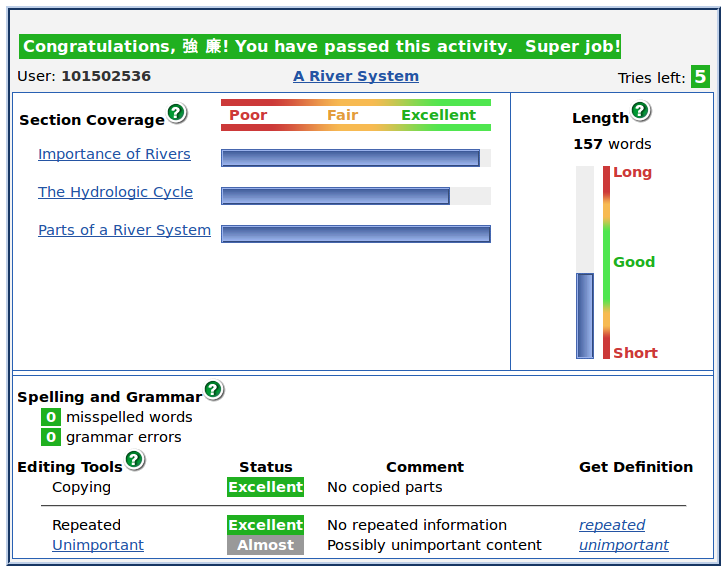 Congratulations, 強 廉! You have passed this activity. Super job!
User: 101502536 A River System Tries left: 5
Section Coverage ? Poor Fair Excellent
Importance of Rivers
The Hydrologic Cycle
Parts of a River System
Length ?
157 words
Long
Good
Short
Spelling and Grammar ?
0 misspelled words
0 grammar errors
Editing Tools ? Status Comment Get Definition
Copying Excellent No copied parts
Repeated Excellent No repeated information repeated
Unimportant Almost Possibly unimportant content unimportant